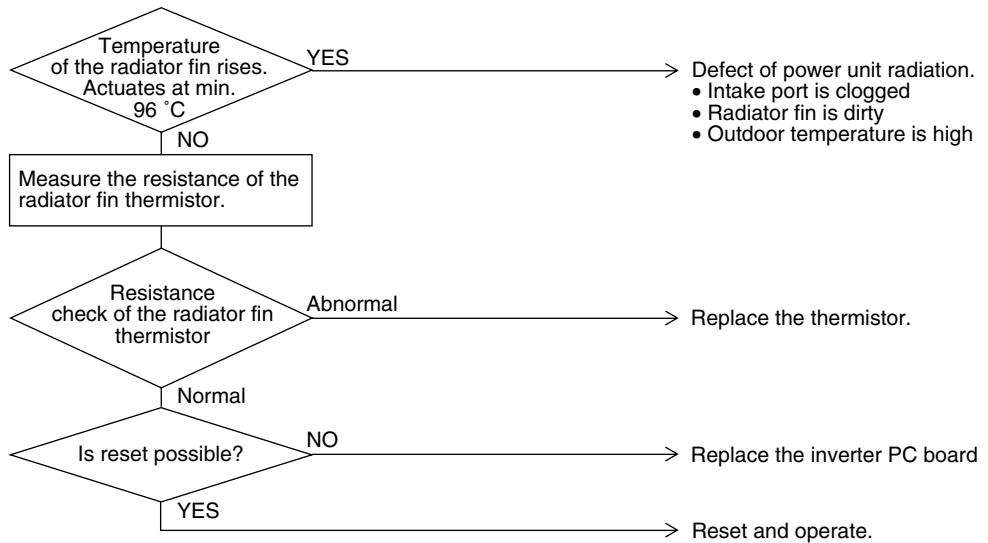 Temperature
of the radiator fin rises.
Actuates at min.
96 ˚C
YES
Defect of power unit radiation.
• Intake port is clogged
• Radiator fin is dirty
• Outdoor temperature is high
NO
Measure the resistance of the
radiator fin thermistor.
Resistance
check of the radiator fin
thermistor
Abnormal
Replace the thermistor.
Normal
Is reset possible?
NO
Replace the inverter PC board
YES
Reset and operate.